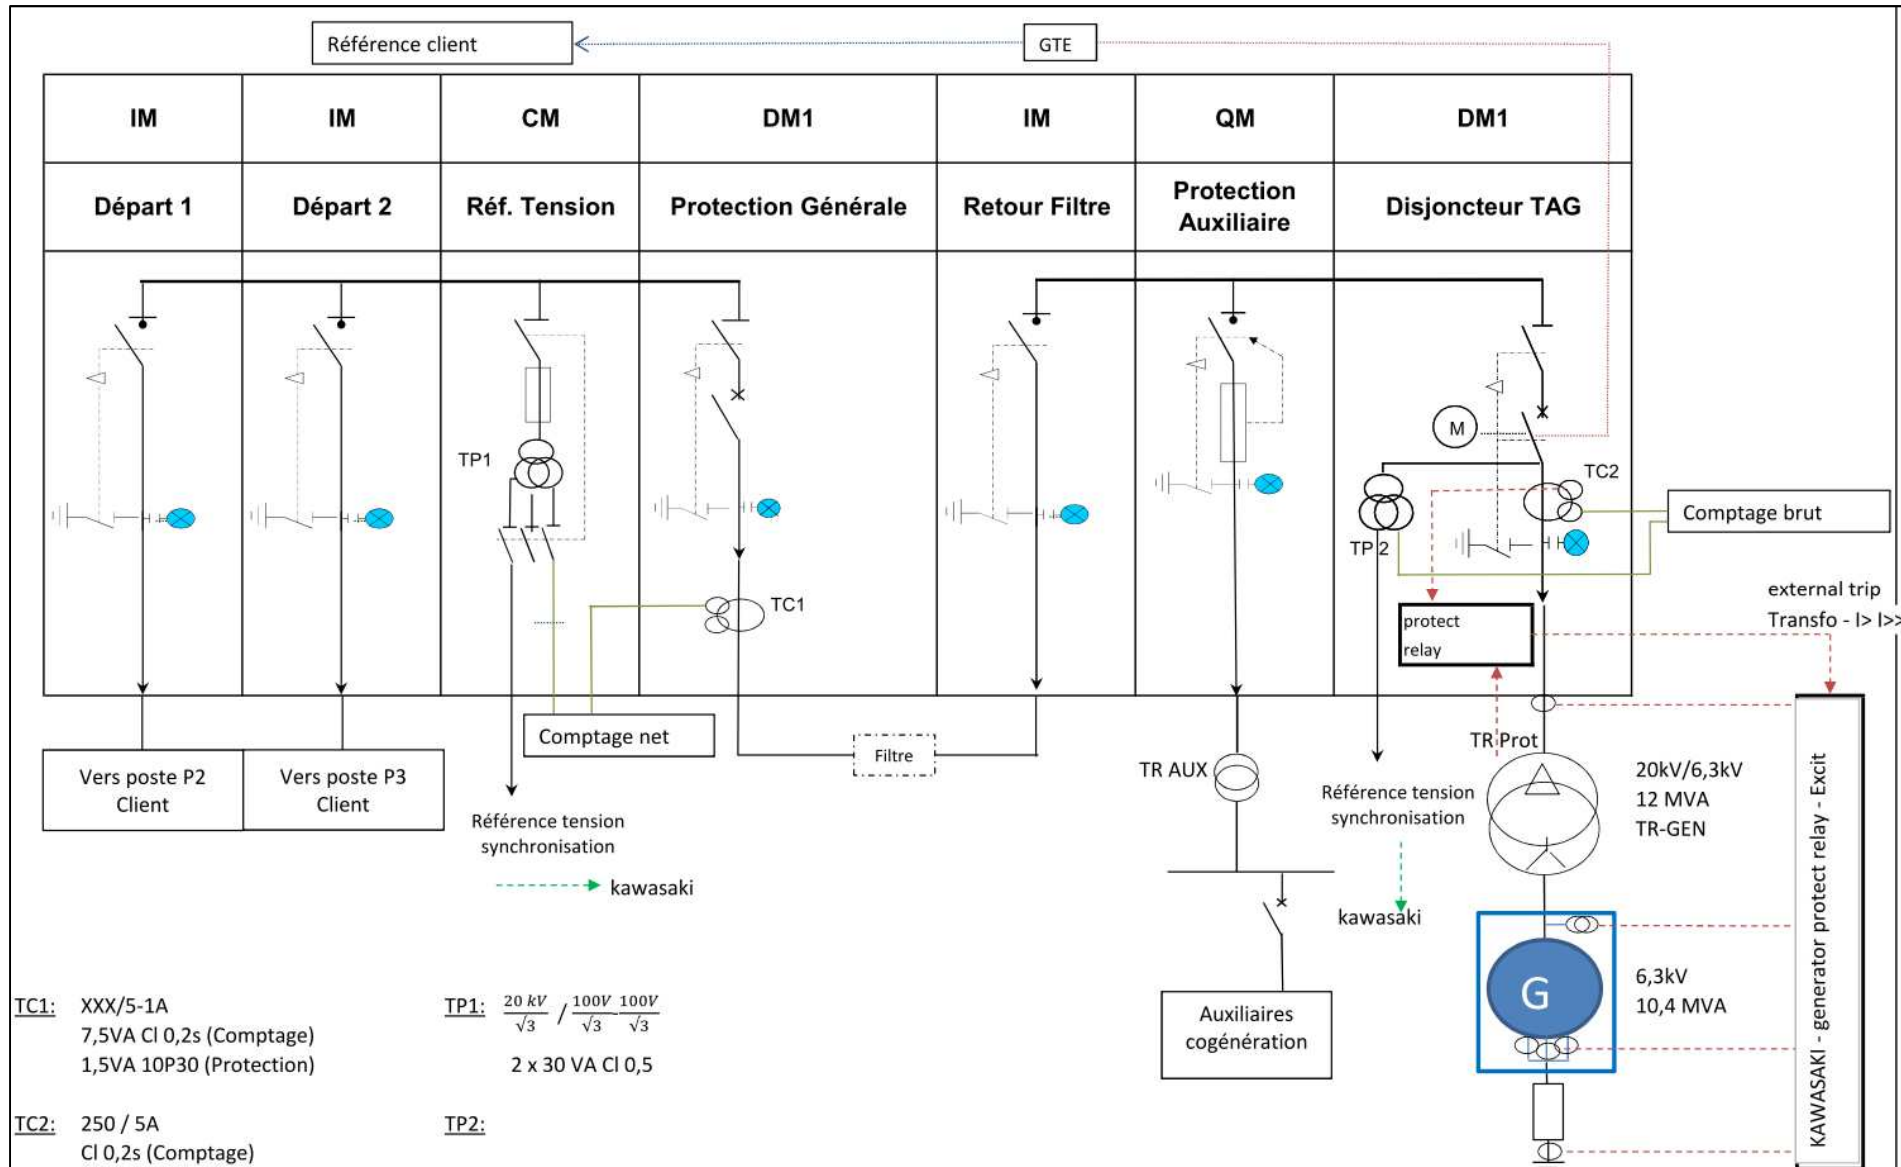 Référence client
GTE
IM
IM
CM
DM1
IM
QM
DM1
Départ 1
Départ 2
Réf. Tension
Protection Générale
Retour Filtre
Protection
Auxiliaire
Disjoncteur TAG
TP1
M
TC2
TP 2
Comptage brut
TC1
protect
relay
external trip
Transfo - I> I>>
Comptage net
Filtre
Vers poste P2
Client
Vers poste P3
Client
TR AUX
TR Prot
Référence tension
synchronisation
kawasaki
Référence tension
synchronisation
kawasaki
20kV/6,3kV
12 MVA
TR-GEN
G
6,3kV
10,4 MVA
KAWASAKI - generator protect relay - Excit
Auxiliaires
cogénération
TC1: XXX/5-1A
7,5VA Cl 0,2s (Comptage)
1,5VA 10P30 (Protection)
TP1: 20 kV/√3 / 100V/√3-100V/√3
2 x 30 VA Cl 0,5
TC2: 250 / 5A
Cl 0,2s (Comptage)
TP2: